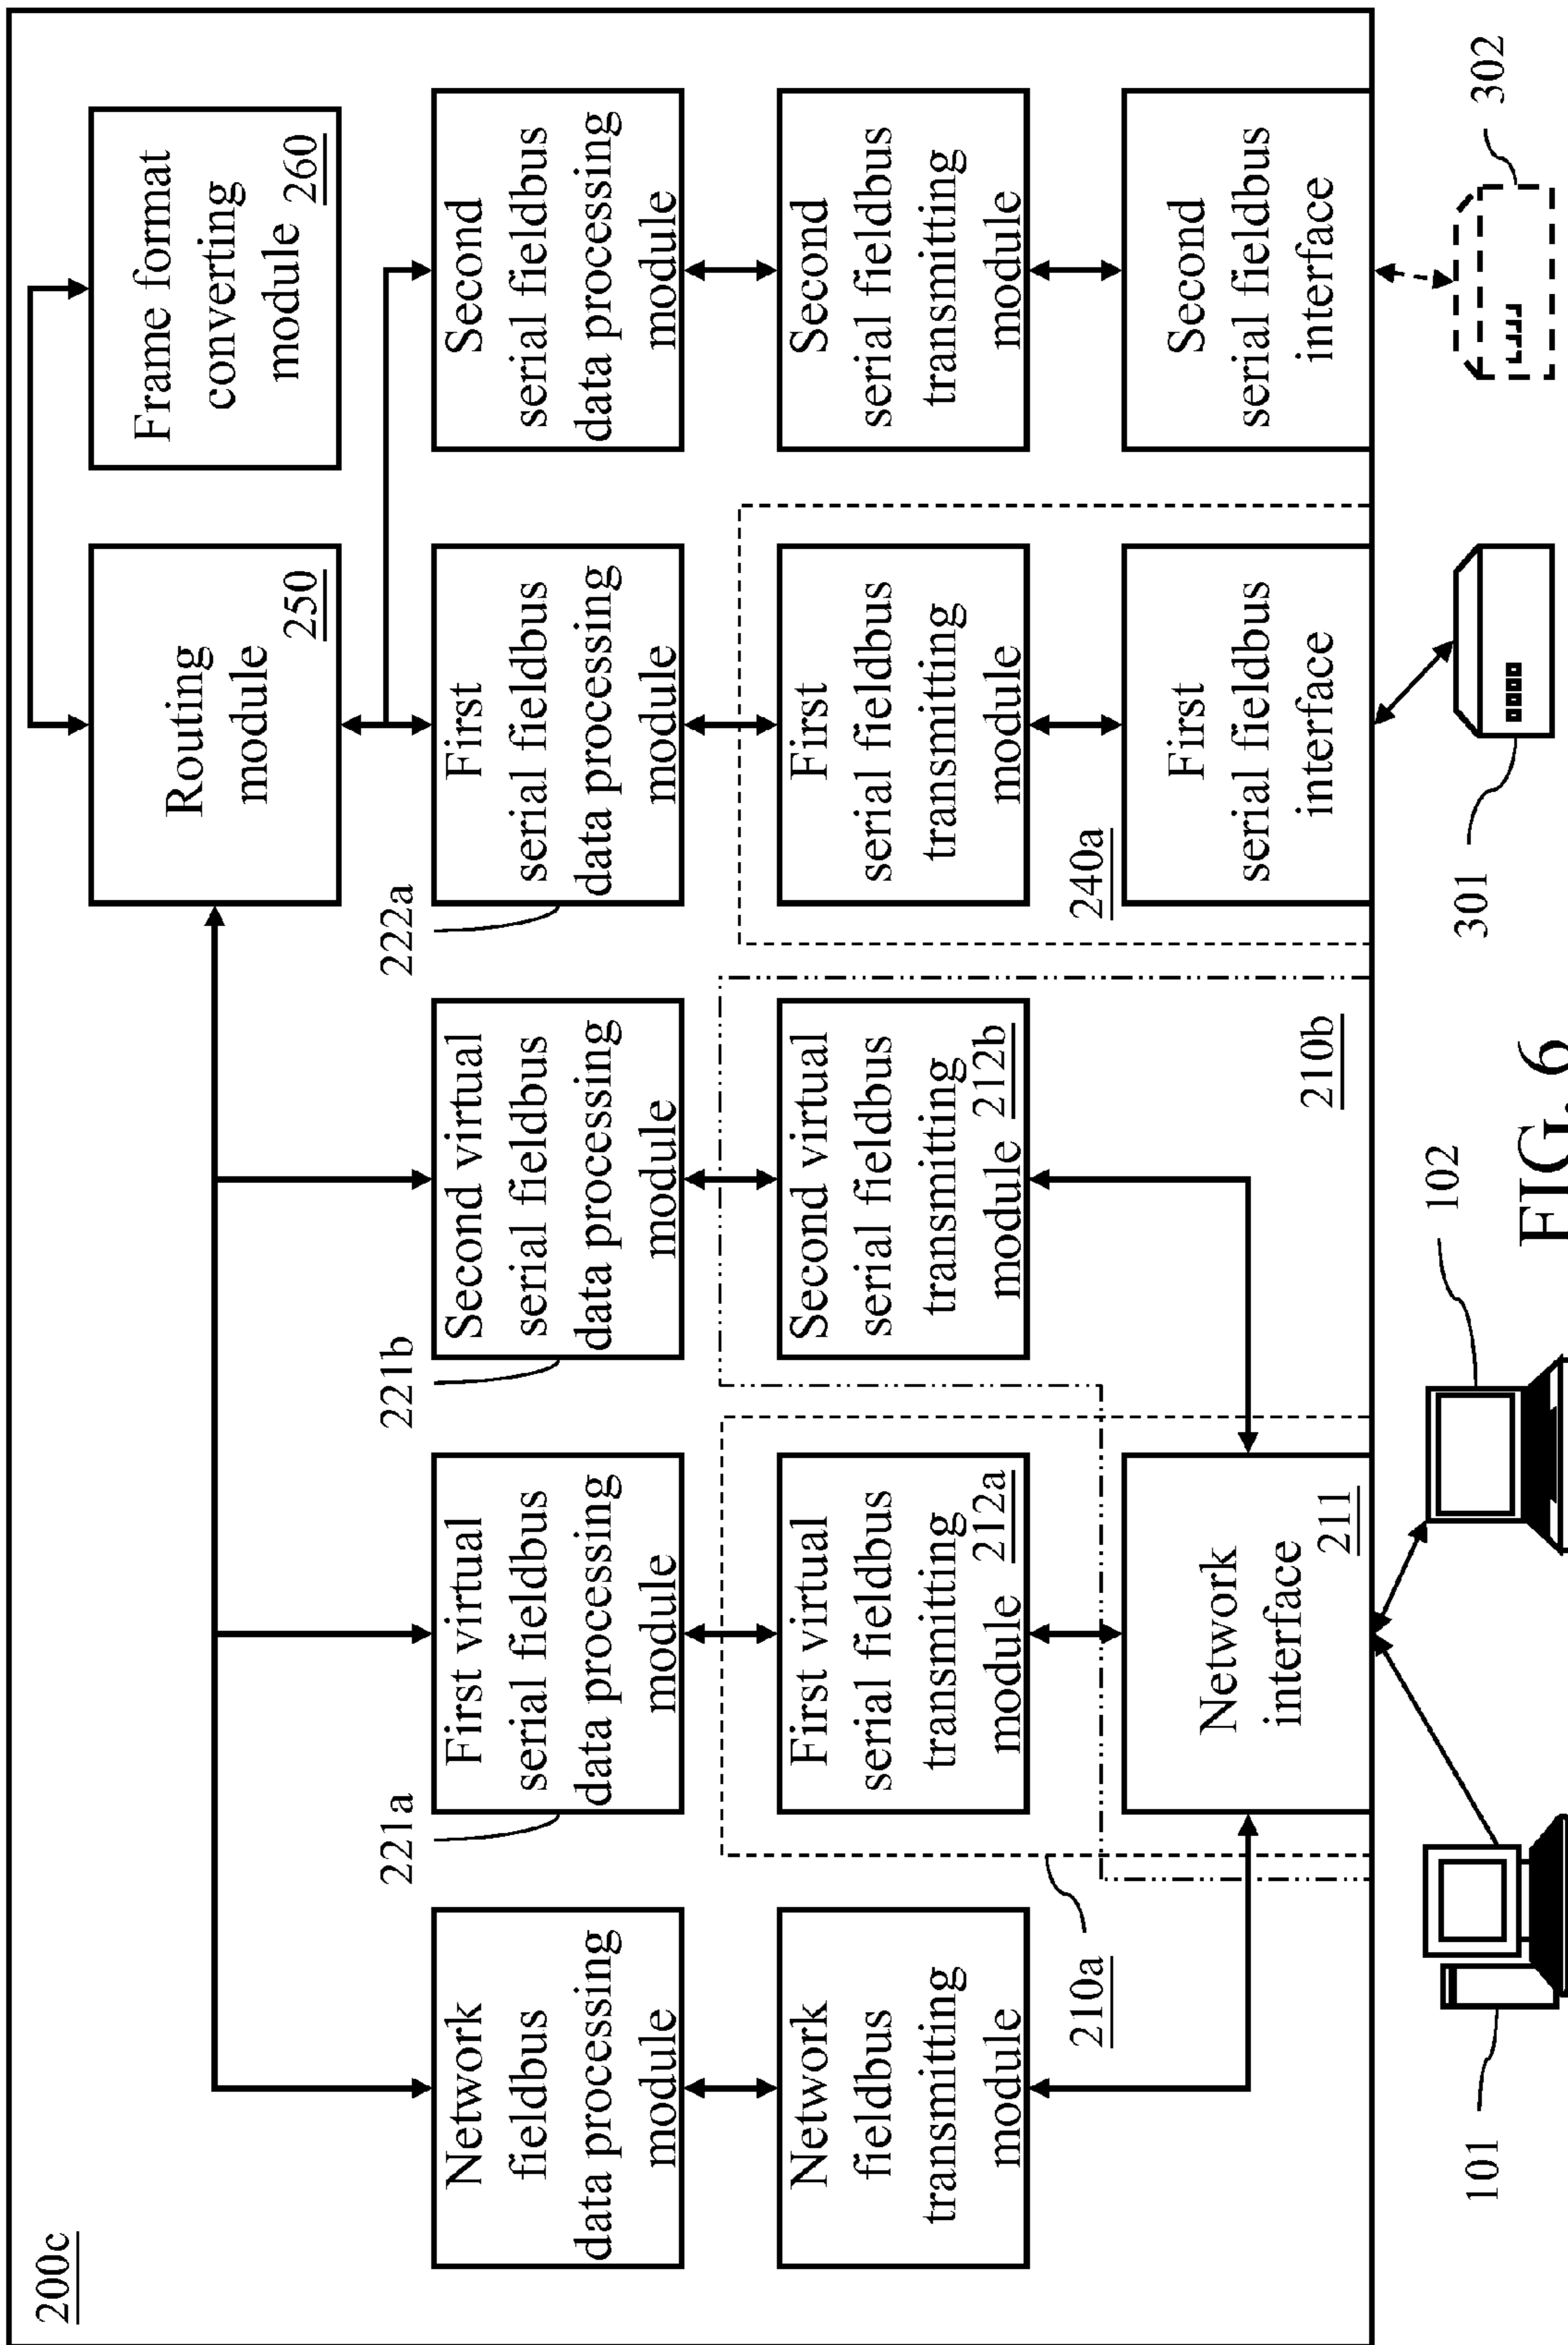 200c
Routing
module
250
Frame format
converting
module 260
Network
fieldbus
data processing
module
221a
First virtual
serial fieldbus
data processing
module
221b
Second virtual
serial fieldbus
data processing
module
222a
First
serial fieldbus
data processing
module
Second
serial fieldbus
data processing
module
Network
fieldbus
transmitting
module
First virtual
serial fieldbus
transmitting
module 212a
Second virtual
serial fieldbus
transmitting
module 212b
First
serial fieldbus
transmitting
module
Second
serial fieldbus
transmitting
module
210a
Network
interface
211
210b
240a
First
serial fieldbus
interface
Second
serial fieldbus
interface
101
102
301
302
FIG. 6